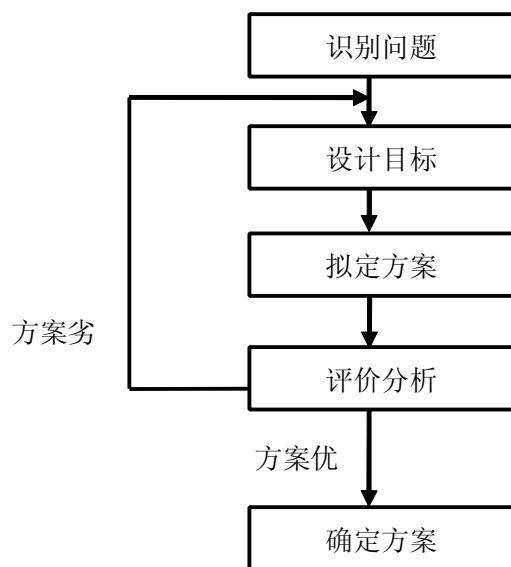 识别问题
设计目标
拟定方案
方案劣
评价分析
方案优
确定方案